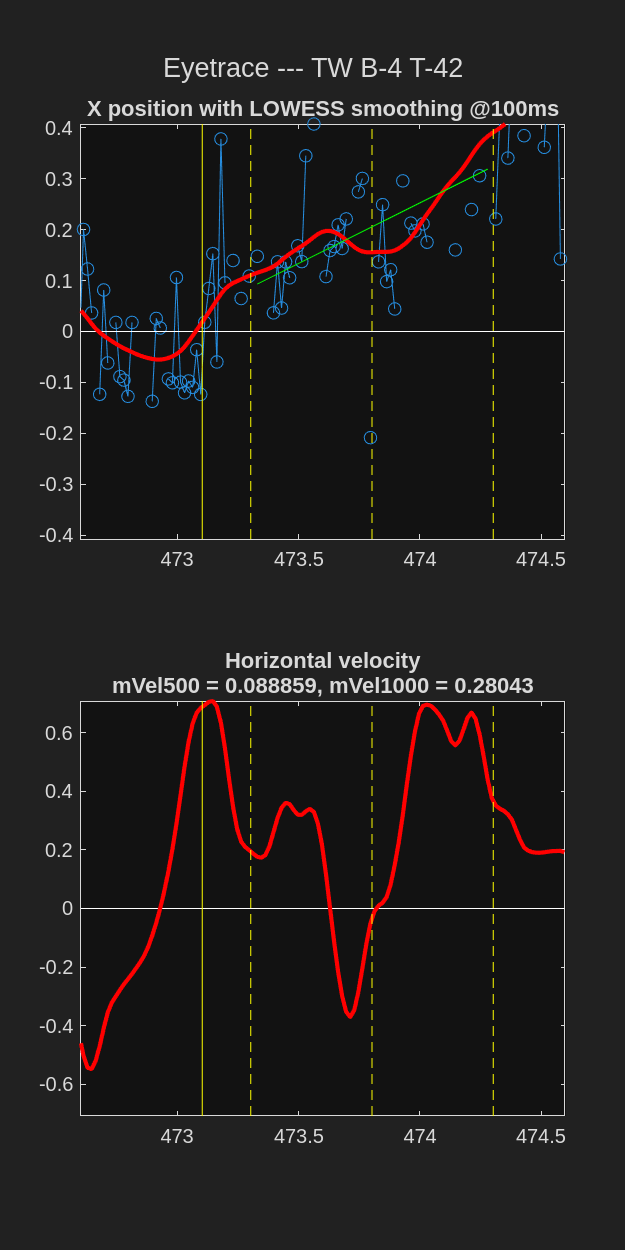 Eyetrace --- TW B-4 T-42
X position with LOWESS smoothing @100ms
0.4
0.3
0.2
0.1
0
-0.1
-0.2
-0.3
-0.4
473 473.5 474 474.5
Horizontal velocity
mVel500 = 0.088859, mVel1000 = 0.28043
0.6
0.4
0.2
0
-0.2
-0.4
-0.6
473 473.5 474 474.5